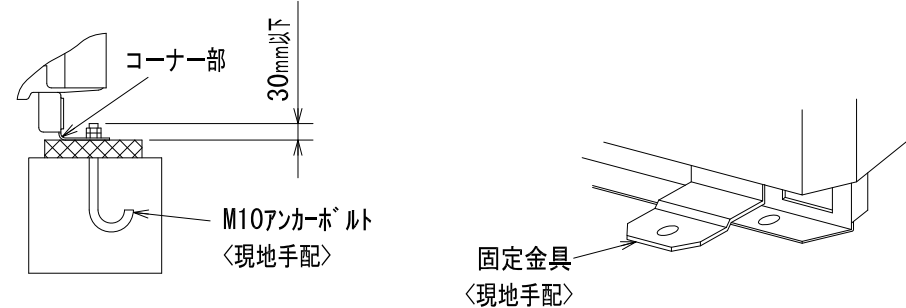 コーナー部
30mm以下
M10アンカーボルト
〈現地手配〉
固定金具
〈現地手配〉